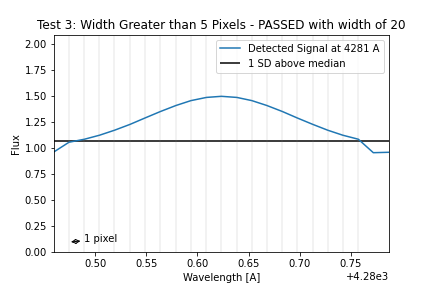 Test 3: Width Greater than 5 Pixels - PASSED with width of 20
2.00
1.75
1.50
1.25
1.00
0.75
0.50
0.25
0.00
Flux
Detected Signal at 4281 A
1 SD above median
1 pixel
0.50 0.55 0.60 0.65 0.70 0.75
Wavelength [A]
+4.28e3